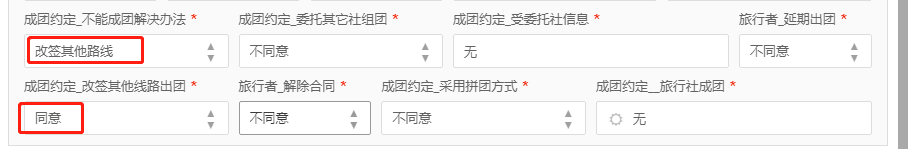 成团约定_不能成团解决办法 * 成团约定_委托其它社组团 * 成团约定_受委托社信息 * 旅行者_延期出团 *
改签其他路线 不同意 无 不同意
成团约定_改签其他线路出团 * 旅行者_解除合同 * 成团约定_采用拼团方式 * 成团约定__旅行社成团 *
同意 不同意 不同意 无